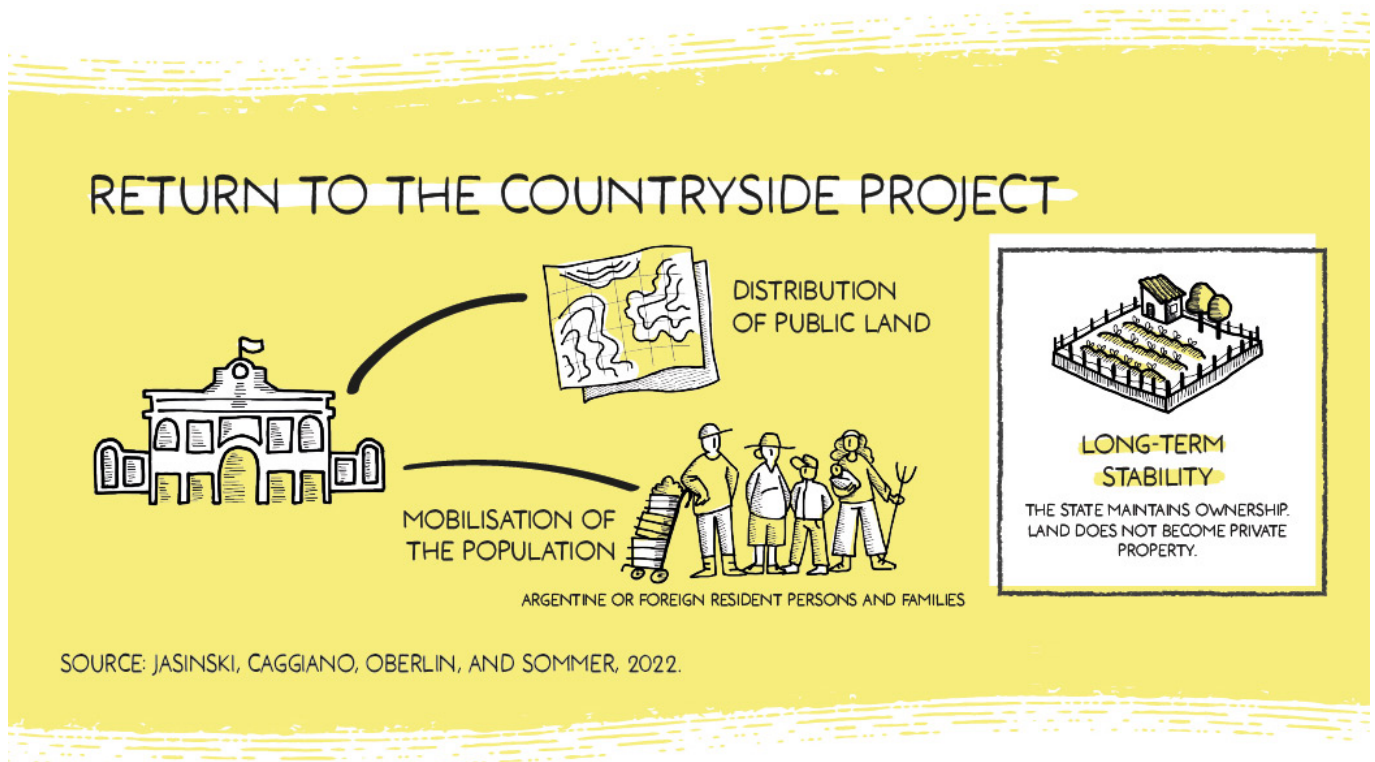 RETURN TO THE COUNTRYSIDE PROJECT
DISTRIBUTION
OF PUBLIC LAND
MOBILISATION OF
THE POPULATION
ARGENTINE OR FOREIGN RESIDENT PERSONS AND FAMILIES
LONG-TERM
STABILITY
THE STATE MAINTAINS OWNERSHIP.
LAND DOES NOT BECOME PRIVATE
PROPERTY.
SOURCE: JASINSKI, CAGGIANO, OBERLIN, AND SOMMER, 2022.